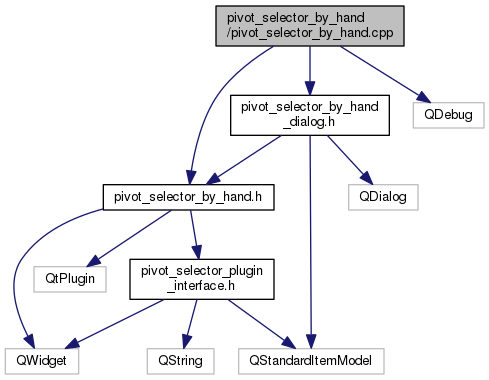 pivot_selector_by_hand
/pivot_selector_by_hand.cpp
pivot_selector_by_hand
_dialog.h
QDebug
pivot_selector_by_hand.h
QDialog
QtPlugin
pivot_selector_plugin
_interface.h
QWidget
QString
QStandardItemModel